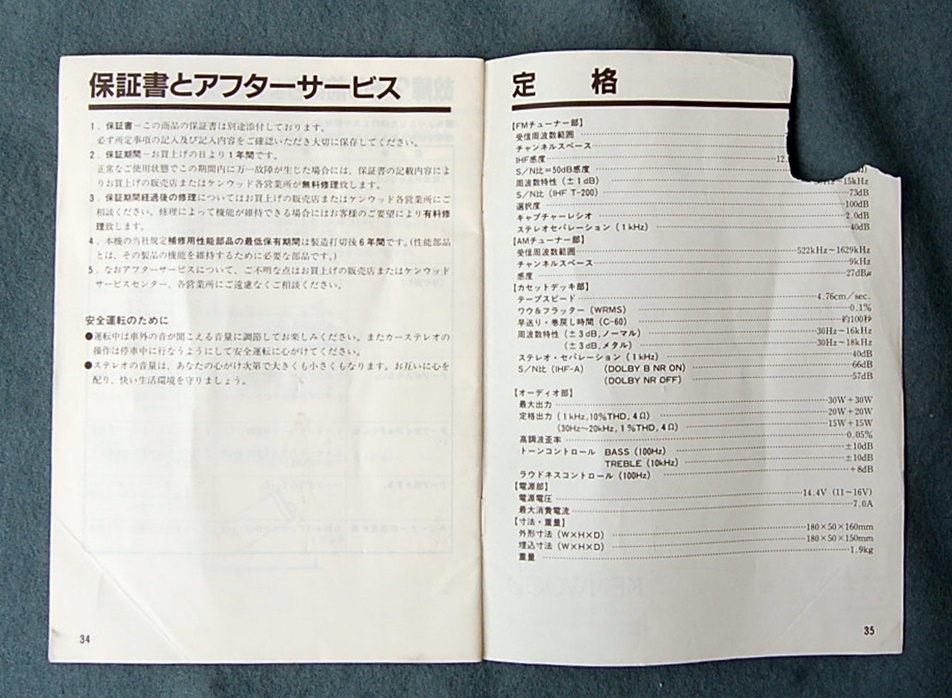 保証書とアフターサービス
1．保証書－この商品の保証書は別途添付しております。
必ず所定事項の記入及び記入内容をご確認いただき大切に保存してください。
2．保証期間－お買上げの日より1年間です。
正常なご使用状態でこの期間内に万一故障が生じた場合には、保証書の記載内容によ
りお買上げの販売店またはケンウッド各営業所が無料修理致します。
3．保証期間経過後の修理についてはお買上げの販売店またはケンウッド各営業所にご
相談ください。修理によって機能が維持できる場合にはお客様のご要望により有料修
理致します。
4．本機の当社規定補修用性能部品の最低保有期間は製造打切後6年間です。(性能部品
とは、その製品の機能を維持するために必要な部品です。)
5．なおアフターサービスについて、ご不明な点はお買上げの販売店またはケンウッド
サービスセンター、各営業所にご遠慮なくご相談ください。
安全運転のために
●運転中は車外の音が聞こえる音量に調節してお楽しみください。またカーステレオの
操作は停車中に行なうようにして安全運転に心がけてください。
●ステレオの音量は、あなたの心がけ次第で大きくも小さくもなります。お互いに心を
配り、快い生活環境を守りましょう。
34
定 格
【FMチューナー部】
受信周波数範囲
チャンネルスペース
IHF感度 12.
S／N比＝50dB感度
周波数特性（±1dB） ～15kHz
S／N比（IHF T-200） 73dB
選択度 100dB
キャプチャーレシオ 2.0dB
ステレオセパレーション（1kHz） 40dB
【AMチューナー部】
受信周波数範囲 522kHz～1629kHz
チャンネルスペース 9kHz
感度 27dBμ
【カセットデッキ部】
テープスピード 4.76cm／sec.
ワウ＆フラッター（WRMS） 0.1%
早送り・巻戻し時間（C-60） 約100秒
周波数特性（±3dB,ノーマル） 30Hz～16kHz
（±3dB,メタル） 30Hz～18kHz
ステレオ・セパレーション（1kHz） 40dB
S／N比（IHF-A）（DOLBY B NR ON） 66dB
（DOLBY NR OFF） 57dB
【オーディオ部】
最大出力 30W＋30W
定格出力（1kHz,10%THD,4Ω） 20W＋20W
（30Hz～20kHz,1%THD,4Ω） 15W＋15W
高調波歪率 0.05%
トーンコントロール BASS（100Hz） ±10dB
TREBLE（10kHz） ±10dB
ラウドネスコントロール（100Hz） ＋8dB
【電源部】
電源電圧 14.4V（11～16V）
最大消費電流 7.0A
【寸法・重量】
外形寸法（W×H×D） 180×50×160mm
埋込寸法（W×H×D） 180×50×150mm
重量 1.9kg
35